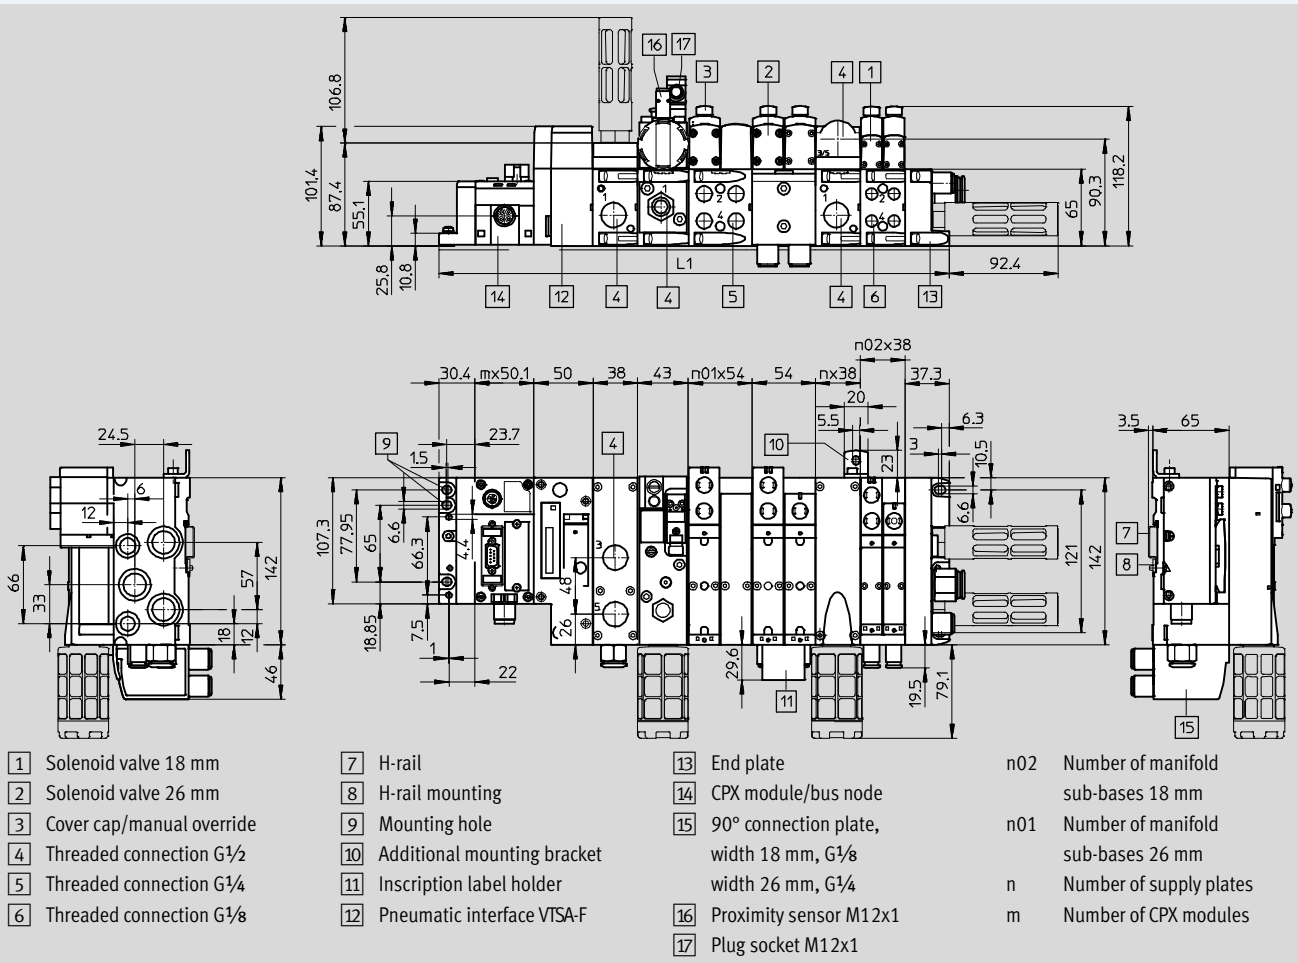 16
17
3
2
4
1
106.8
101.4
87.4
55.1
25.8
10.8
118.2
90.3
65
3/5
1
1
2
4
1
2
4
L1
92.4
14
12
4
4
5
4
6
13
n02x38
30.4
mx50.1
50
38
43
n01x54
54
nx38
37.3
20
5.5
6.3
3
10.5
23
6.6
3.5
65
24.5
6
12
66
33
142
57
18
12
46
9
23.7
1.5
4
10
107.3
77.95
65
6.6
66.3
4.4
18.85
7.5
1
22
3
48
5
26
29.6
11
19.5
79.1
121
142
7
8
15
1 Solenoid valve 18 mm
2 Solenoid valve 26 mm
3 Cover cap/manual override
4 Threaded connection G½
5 Threaded connection G¼
6 Threaded connection G⅛
7 H-rail
8 H-rail mounting
9 Mounting hole
10 Additional mounting bracket
11 Inscription label holder
12 Pneumatic interface VTSA-F
13 End plate
14 CPX module/bus node
15 90° connection plate,
width 18 mm, G⅛
width 26 mm, G¼
16 Proximity sensor M12x1
17 Plug socket M12x1
n02 Number of manifold
sub-bases 18 mm
n01 Number of manifold
sub-bases 26 mm
n Number of supply plates
m Number of CPX modules